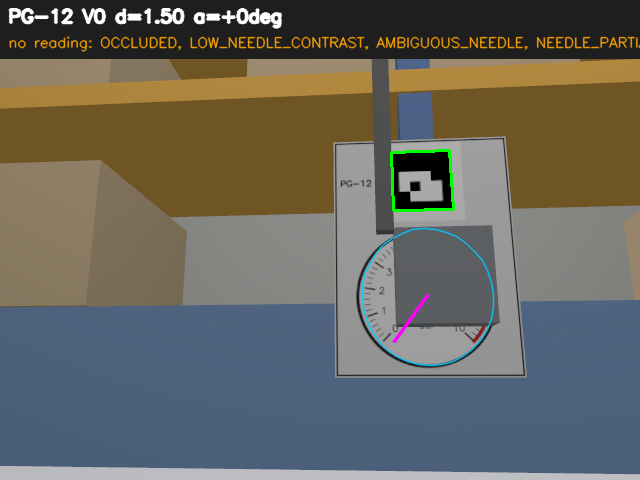 PG-12 V0 d=1.50 a=+0deg
no reading: OCCLUDED, LOW_NEEDLE_CONTRAST, AMBIGUOUS_NEEDLE, NEEDLE_PARTI
PG-12
3
2
1
0
10